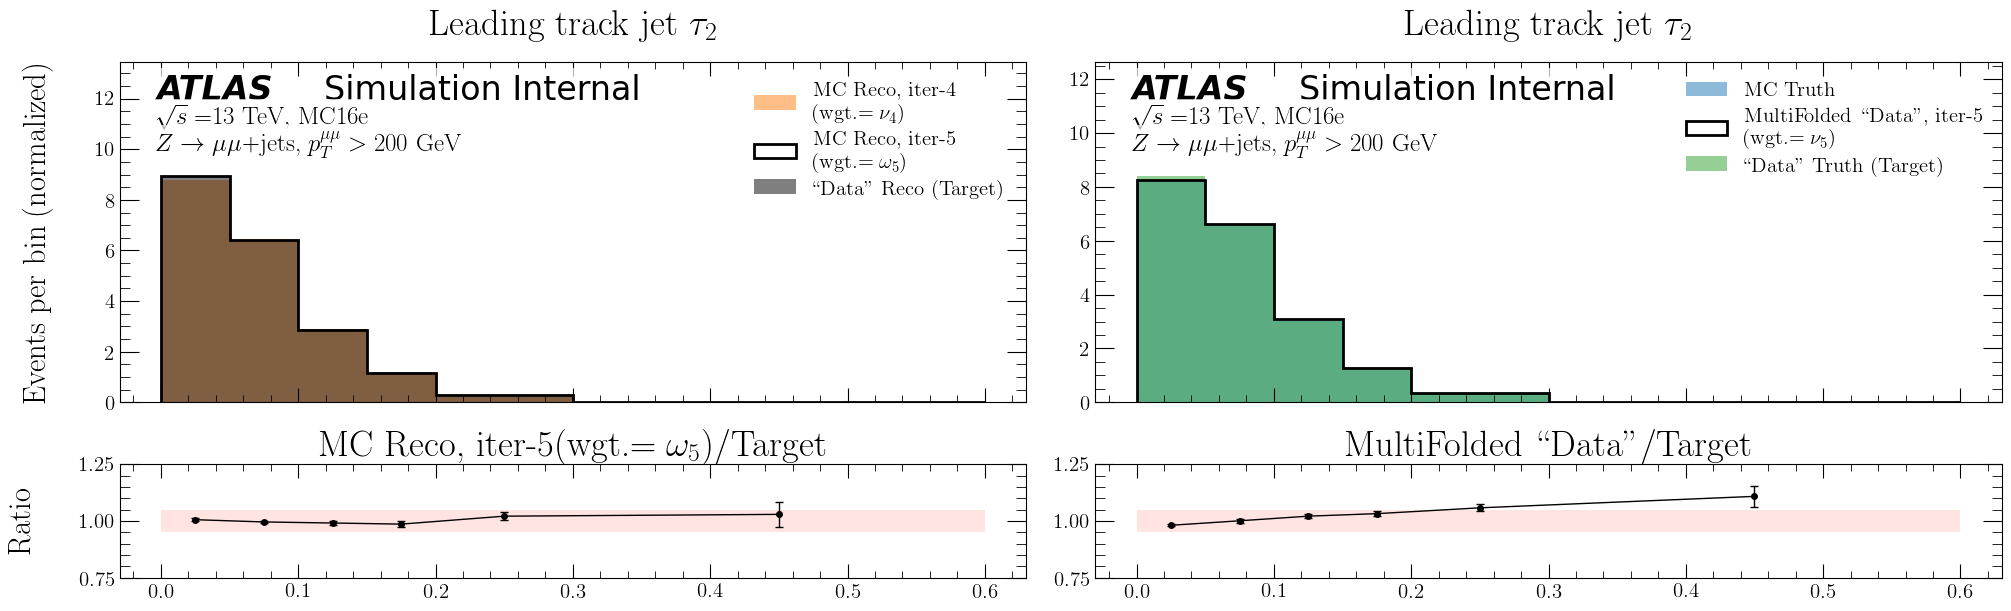 Leading track jet τ₂
ATLAS Simulation Internal
√s =13 TeV, MC16e
Z → μμ+jets, p_T^{μμ} > 200 GeV
MC Reco, iter-4
(wgt.= ν₄)
MC Reco, iter-5
(wgt.= ω₅)
“Data” Reco (Target)
Events per bin (normalized)
12
10
8
6
4
2
0
MC Reco, iter-5(wgt.= ω₅)/Target
Ratio
1.25
1.00
0.75
0.0 0.1 0.2 0.3 0.4 0.5 0.6
Leading track jet τ₂
ATLAS Simulation Internal
√s =13 TeV, MC16e
Z → μμ+jets, p_T^{μμ} > 200 GeV
MC Truth
MultiFolded “Data”, iter-5
(wgt.= ν₅)
“Data” Truth (Target)
12
10
8
6
4
2
0
MultiFolded “Data”/Target
1.25
1.00
0.75
0.0 0.1 0.2 0.3 0.4 0.5 0.6